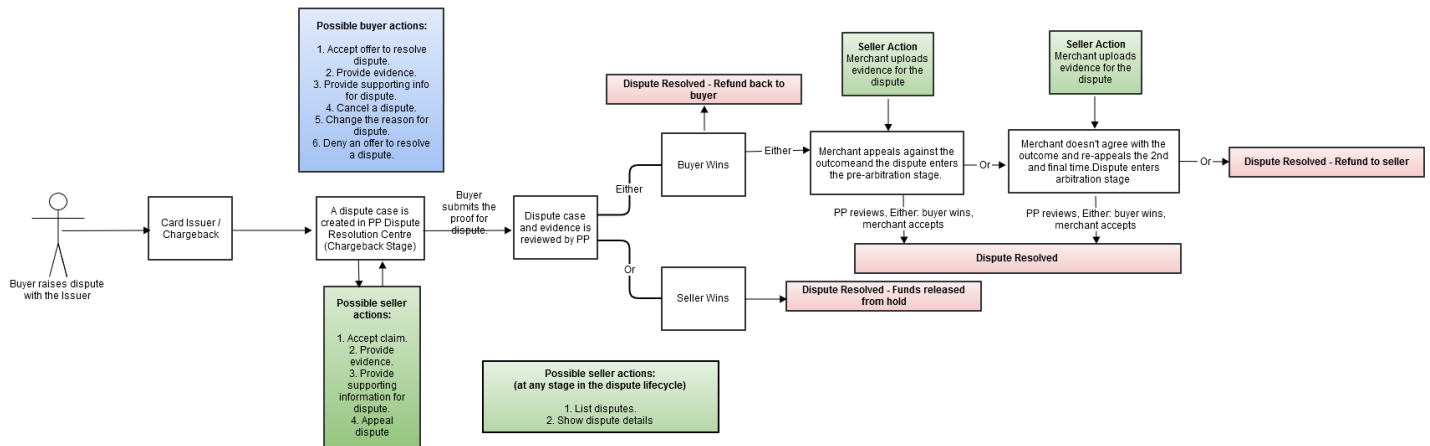 Possible buyer actions:
1. Accept offer to resolve
dispute.
2. Provide evidence.
3. Provide supporting info
for dispute.
4. Cancel a dispute.
5. Change the reason for
dispute.
6. Deny an offer to resolve
a dispute.
Buyer raises dispute
with the Issuer
Card Issuer /
Chargeback
A dispute case is
created in PP Dispute
Resolution Centre
(Chargeback Stage)
Possible seller
actions:
1. Accept claim.
2. Provide
evidence.
3. Provide
supporting
information for
dispute.
4. Appeal
dispute
Buyer
submits the
proof for
dispute.
Dispute case
and evidence is
reviewed by PP
Either
Or
Buyer Wins
Dispute Resolved - Refund back to
buyer
Seller Wins
Dispute Resolved - Funds released
from hold
Either
Seller Action
Merchant uploads
evidence for the
dispute
Merchant appeals against the
outcomeand the dispute enters
the pre-arbitration stage.
Or
Seller Action
Merchant uploads
evidence for the
dispute
Merchant doesn't agree with the
outcome and re-appeals the 2nd
and final time.Dispute enters
arbitration stage
Or
Dispute Resolved - Refund to seller
PP reviews, Either: buyer wins,
merchant accepts
PP reviews, Either: buyer wins,
merchant accepts
Dispute Resolved
Possible seller actions:
(at any stage in the dispute lifecycle)
1. List disputes.
2. Show dispute details